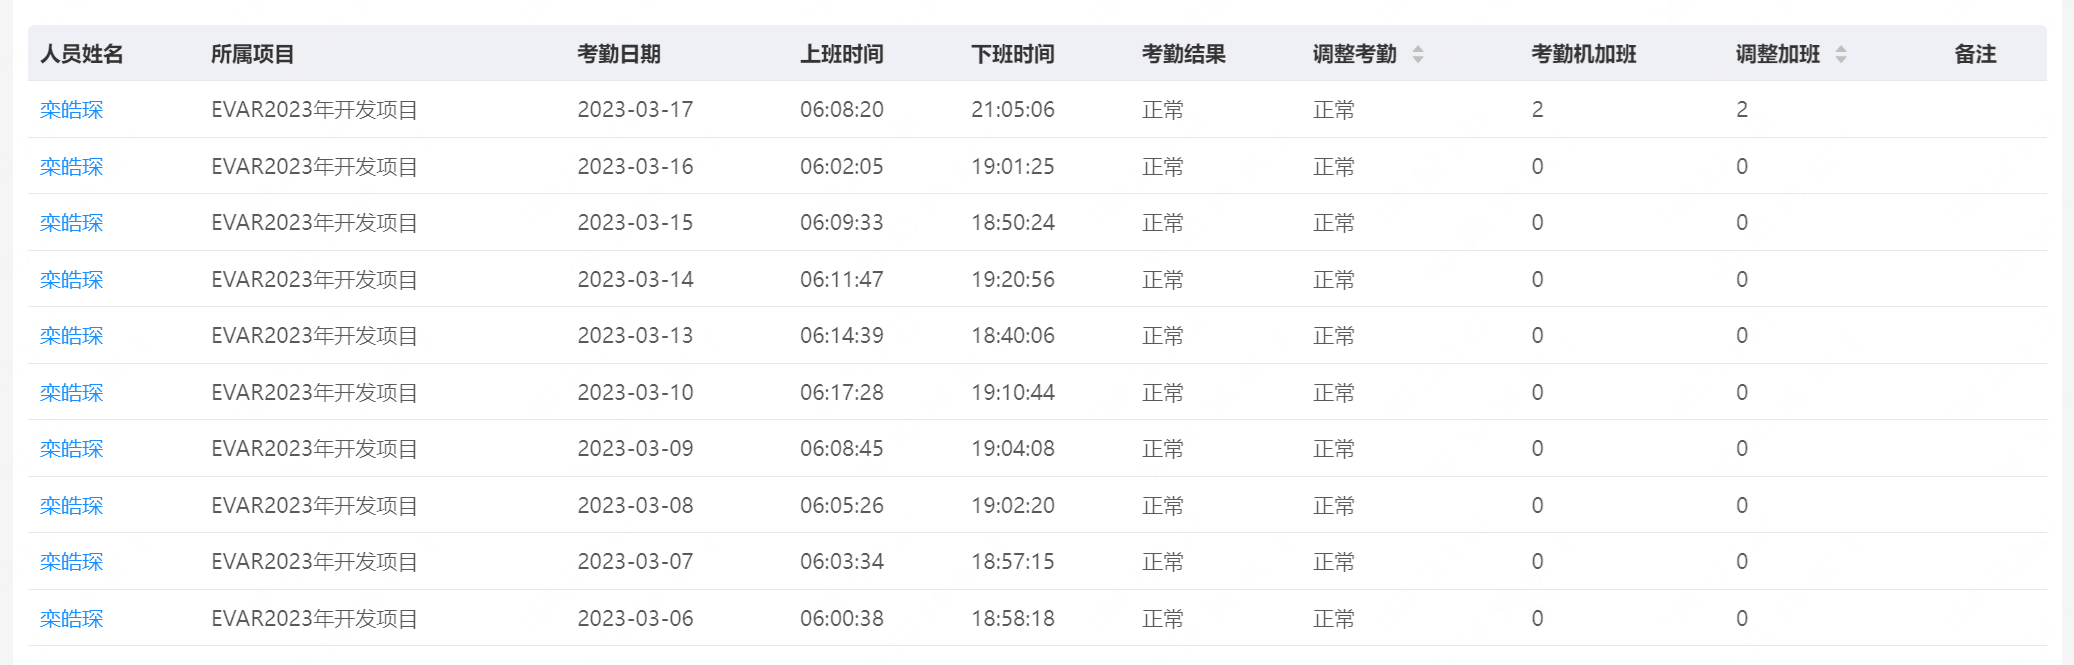 人员姓名 所属项目 考勤日期 上班时间 下班时间 考勤结果 调整考勤 考勤机加班 调整加班 备注
栾皓琛 EVAR2023年开发项目 2023-03-17 06:08:20 21:05:06 正常 正常 2 2
栾皓琛 EVAR2023年开发项目 2023-03-16 06:02:05 19:01:25 正常 正常 0 0
栾皓琛 EVAR2023年开发项目 2023-03-15 06:09:33 18:50:24 正常 正常 0 0
栾皓琛 EVAR2023年开发项目 2023-03-14 06:11:47 19:20:56 正常 正常 0 0
栾皓琛 EVAR2023年开发项目 2023-03-13 06:14:39 18:40:06 正常 正常 0 0
栾皓琛 EVAR2023年开发项目 2023-03-10 06:17:28 19:10:44 正常 正常 0 0
栾皓琛 EVAR2023年开发项目 2023-03-09 06:08:45 19:04:08 正常 正常 0 0
栾皓琛 EVAR2023年开发项目 2023-03-08 06:05:26 19:02:20 正常 正常 0 0
栾皓琛 EVAR2023年开发项目 2023-03-07 06:03:34 18:57:15 正常 正常 0 0
栾皓琛 EVAR2023年开发项目 2023-03-06 06:00:38 18:58:18 正常 正常 0 0